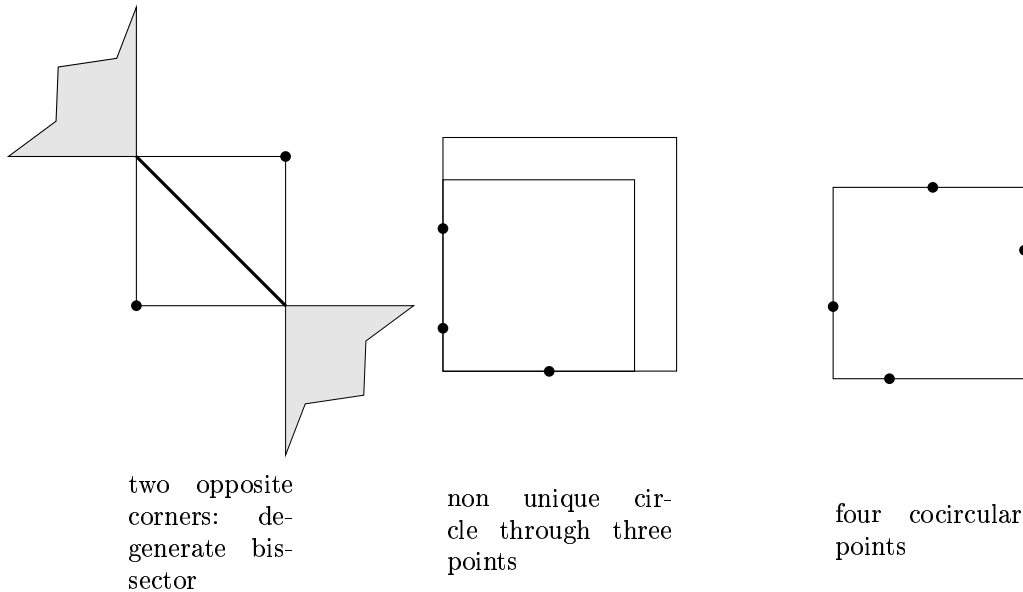 two opposite
corners: de-
generate bis-
sector
non unique cir-
cle through three
points
four cocircular
points